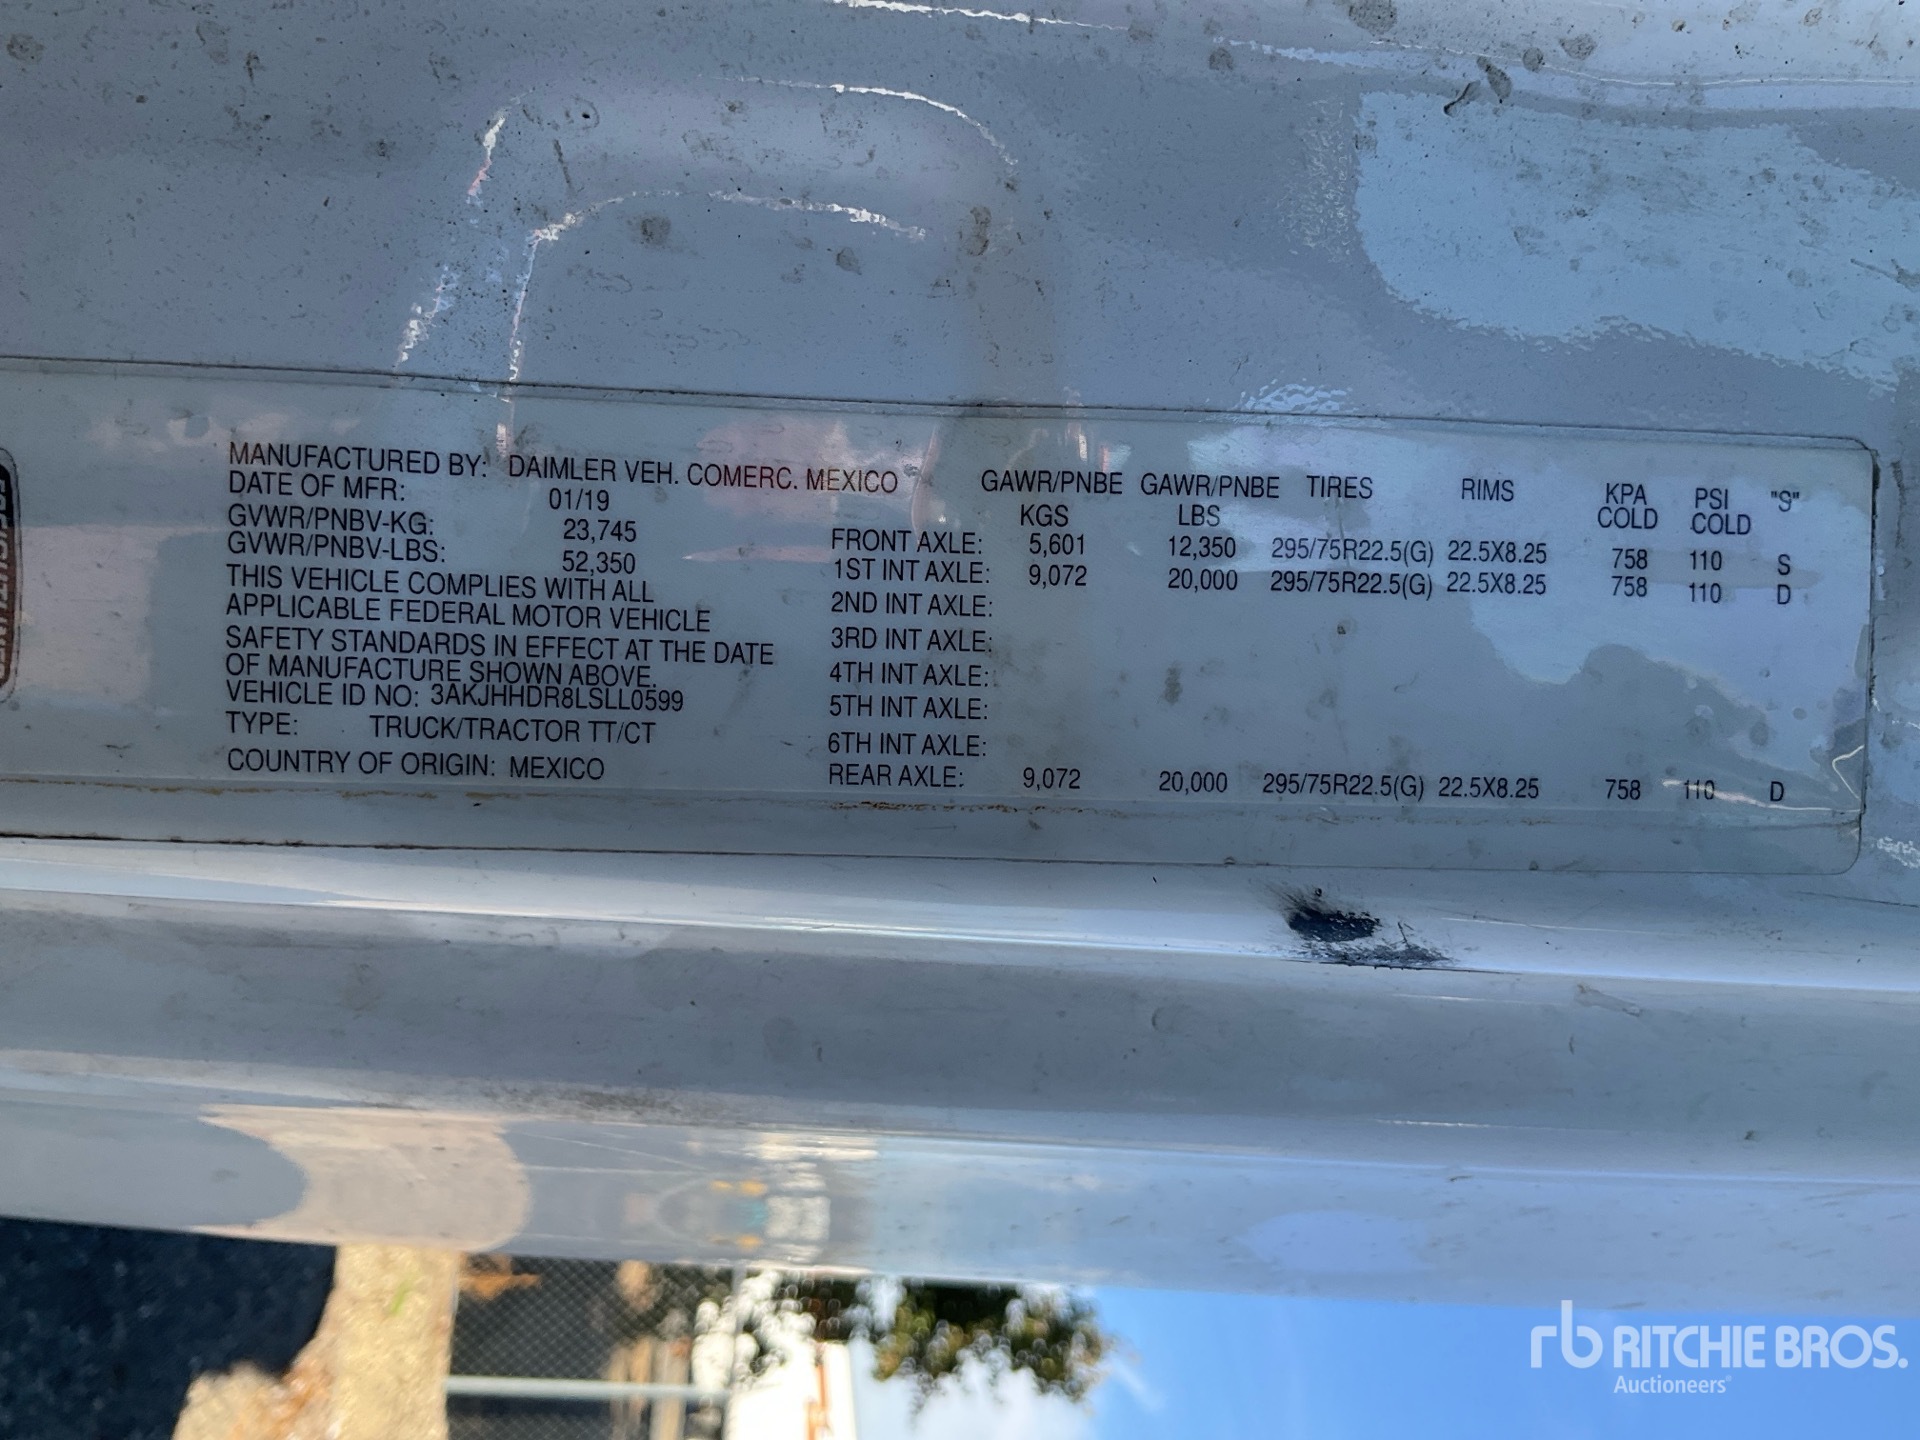 MANUFACTURED BY: DAIMLER VEH. COMERC. MEXICO
DATE OF MFR: 01/19
GVWR/PNBV-KG: 23,745
GVWR/PNBV-LBS: 52,350
THIS VEHICLE COMPLIES WITH ALL
APPLICABLE FEDERAL MOTOR VEHICLE
SAFETY STANDARDS IN EFFECT AT THE DATE
OF MANUFACTURE SHOWN ABOVE.
VEHICLE ID NO: 3AKJHHDR8LSLL0599
TYPE: TRUCK/TRACTOR TT/CT
COUNTRY OF ORIGIN: MEXICO
GAWR/PNBE GAWR/PNBE TIRES RIMS KPA PSI "S"
KGS LBS COLD COLD
FRONT AXLE: 5,601 12,350 295/75R22.5(G) 22.5X8.25 758 110 S
1ST INT AXLE: 9,072 20,000 295/75R22.5(G) 22.5X8.25 758 110 D
2ND INT AXLE:
3RD INT AXLE:
4TH INT AXLE:
5TH INT AXLE:
6TH INT AXLE:
REAR AXLE: 9,072 20,000 295/75R22.5(G) 22.5X8.25 758 110 D
rb RITCHIE BROS.
Auctioneers